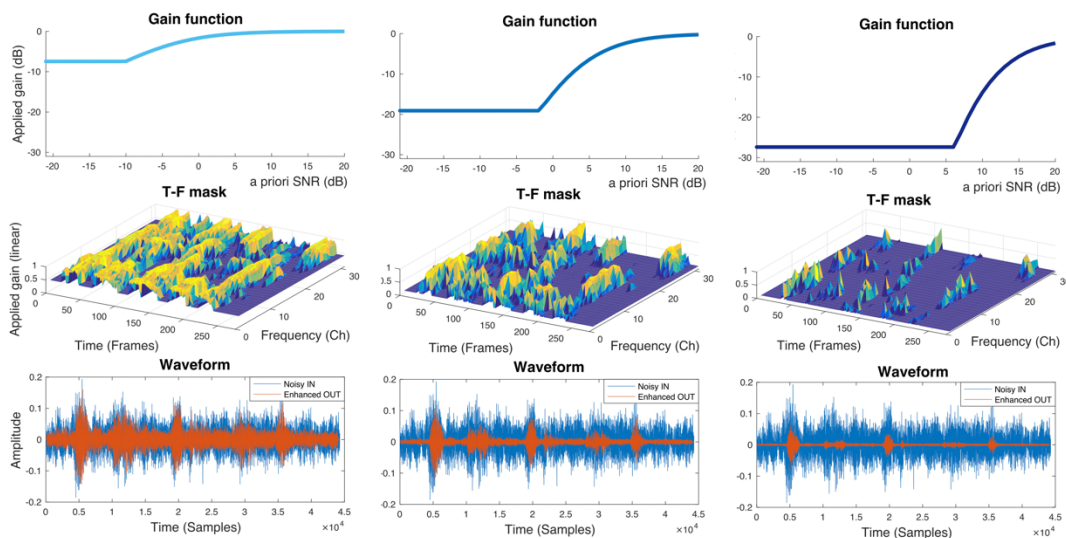 Gain function
0
-10
-20
-30
Applied gain (dB)
-20 -15 -10 -5 0 5 10 15 20
a priori SNR (dB)
Gain function
0
-10
-20
-30
-20 -15 -10 -5 0 5 10 15 20
a priori SNR (dB)
Gain function
0
-10
-20
-30
-20 -15 -10 -5 0 5 10 15 20
a priori SNR (dB)
T-F mask
Applied gain (linear)
1
0.5
0
0 50 100 150 200 250
Time (Frames)
0 10 20 30
Frequency (Ch)
T-F mask
1
0.5
0
0 50 100 150 200 250
Time (Frames)
0 10 20 30
Frequency (Ch)
T-F mask
1
0.5
0
0 50 100 150 200 250
Time (Frames)
0 10 20
Frequency (Ch)
Waveform
Noisy IN
Enhanced OUT
Amplitude
0.2
0.1
0
-0.1
-0.2
0 0.5 1 1.5 2 2.5 3 3.5 4 4.5
×10⁴
Time (Samples)
Waveform
Noisy IN
Enhanced OUT
0.2
0.1
0
-0.1
-0.2
0 0.5 1 1.5 2 2.5 3 3.5 4 4.5
×10⁴
Time (Samples)
Waveform
Noisy IN
Enhanced OUT
0.2
0.1
0
-0.1
-0.2
0 0.5 1 1.5 2 2.5 3 3.5 4 4.5
×10⁴
Time (Samples)